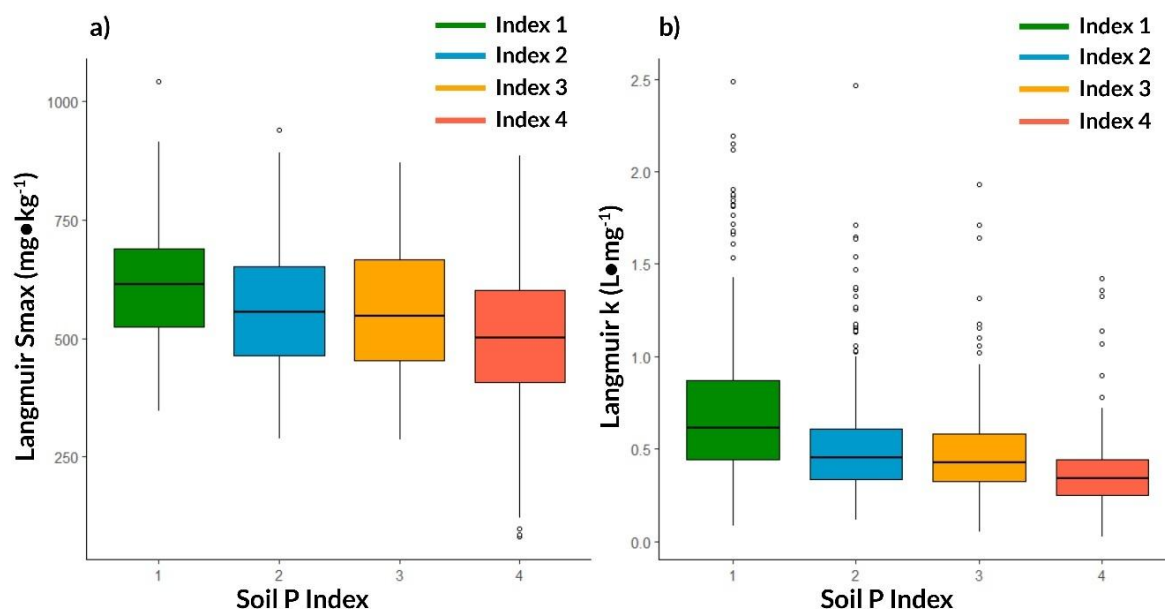 a)
Index 1
Index 2
Index 3
Index 4
Langmuir Smax (mg●kg⁻¹)
1000
750
500
250
1 2 3 4
Soil P Index
b)
Index 1
Index 2
Index 3
Index 4
Langmuir k (L●mg⁻¹)
2.5
2.0
1.5
1.0
0.5
0.0
1 2 3 4
Soil P Index